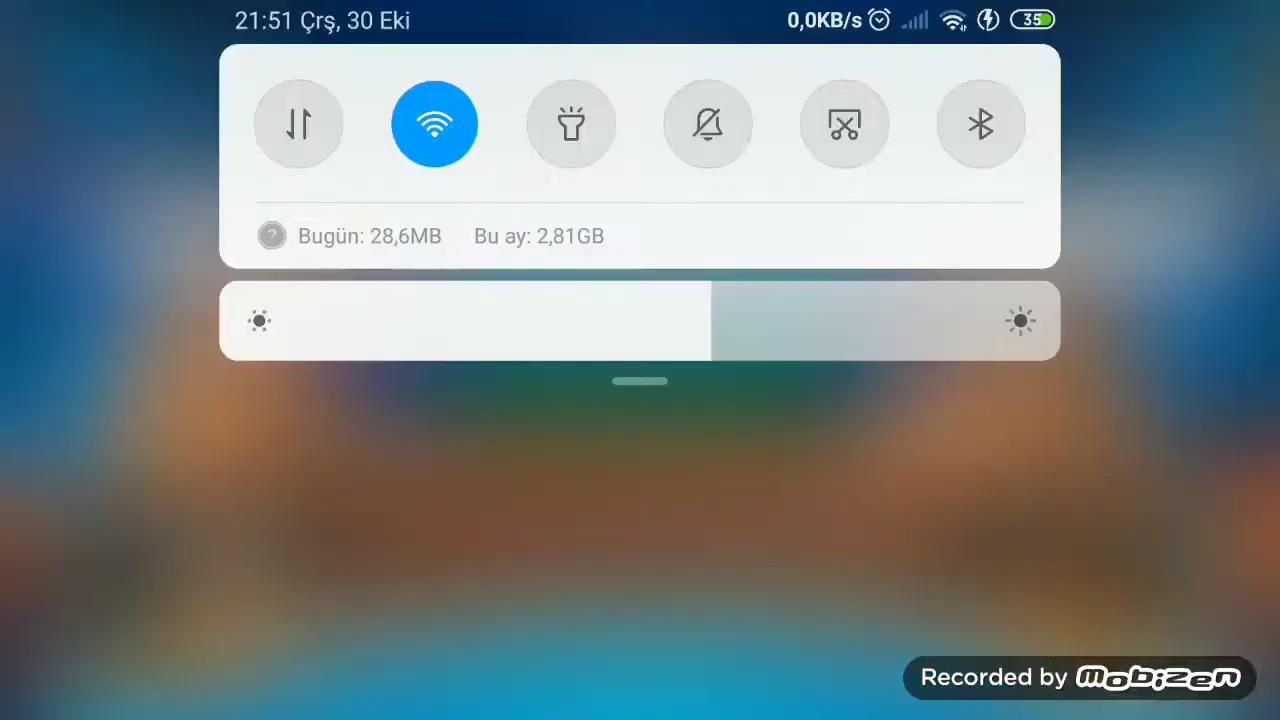 21:51 Çrş, 30 Eki 0,0KB/s 35
Bugün: 28,6MB Bu ay: 2,81GB
Recorded by mobizen